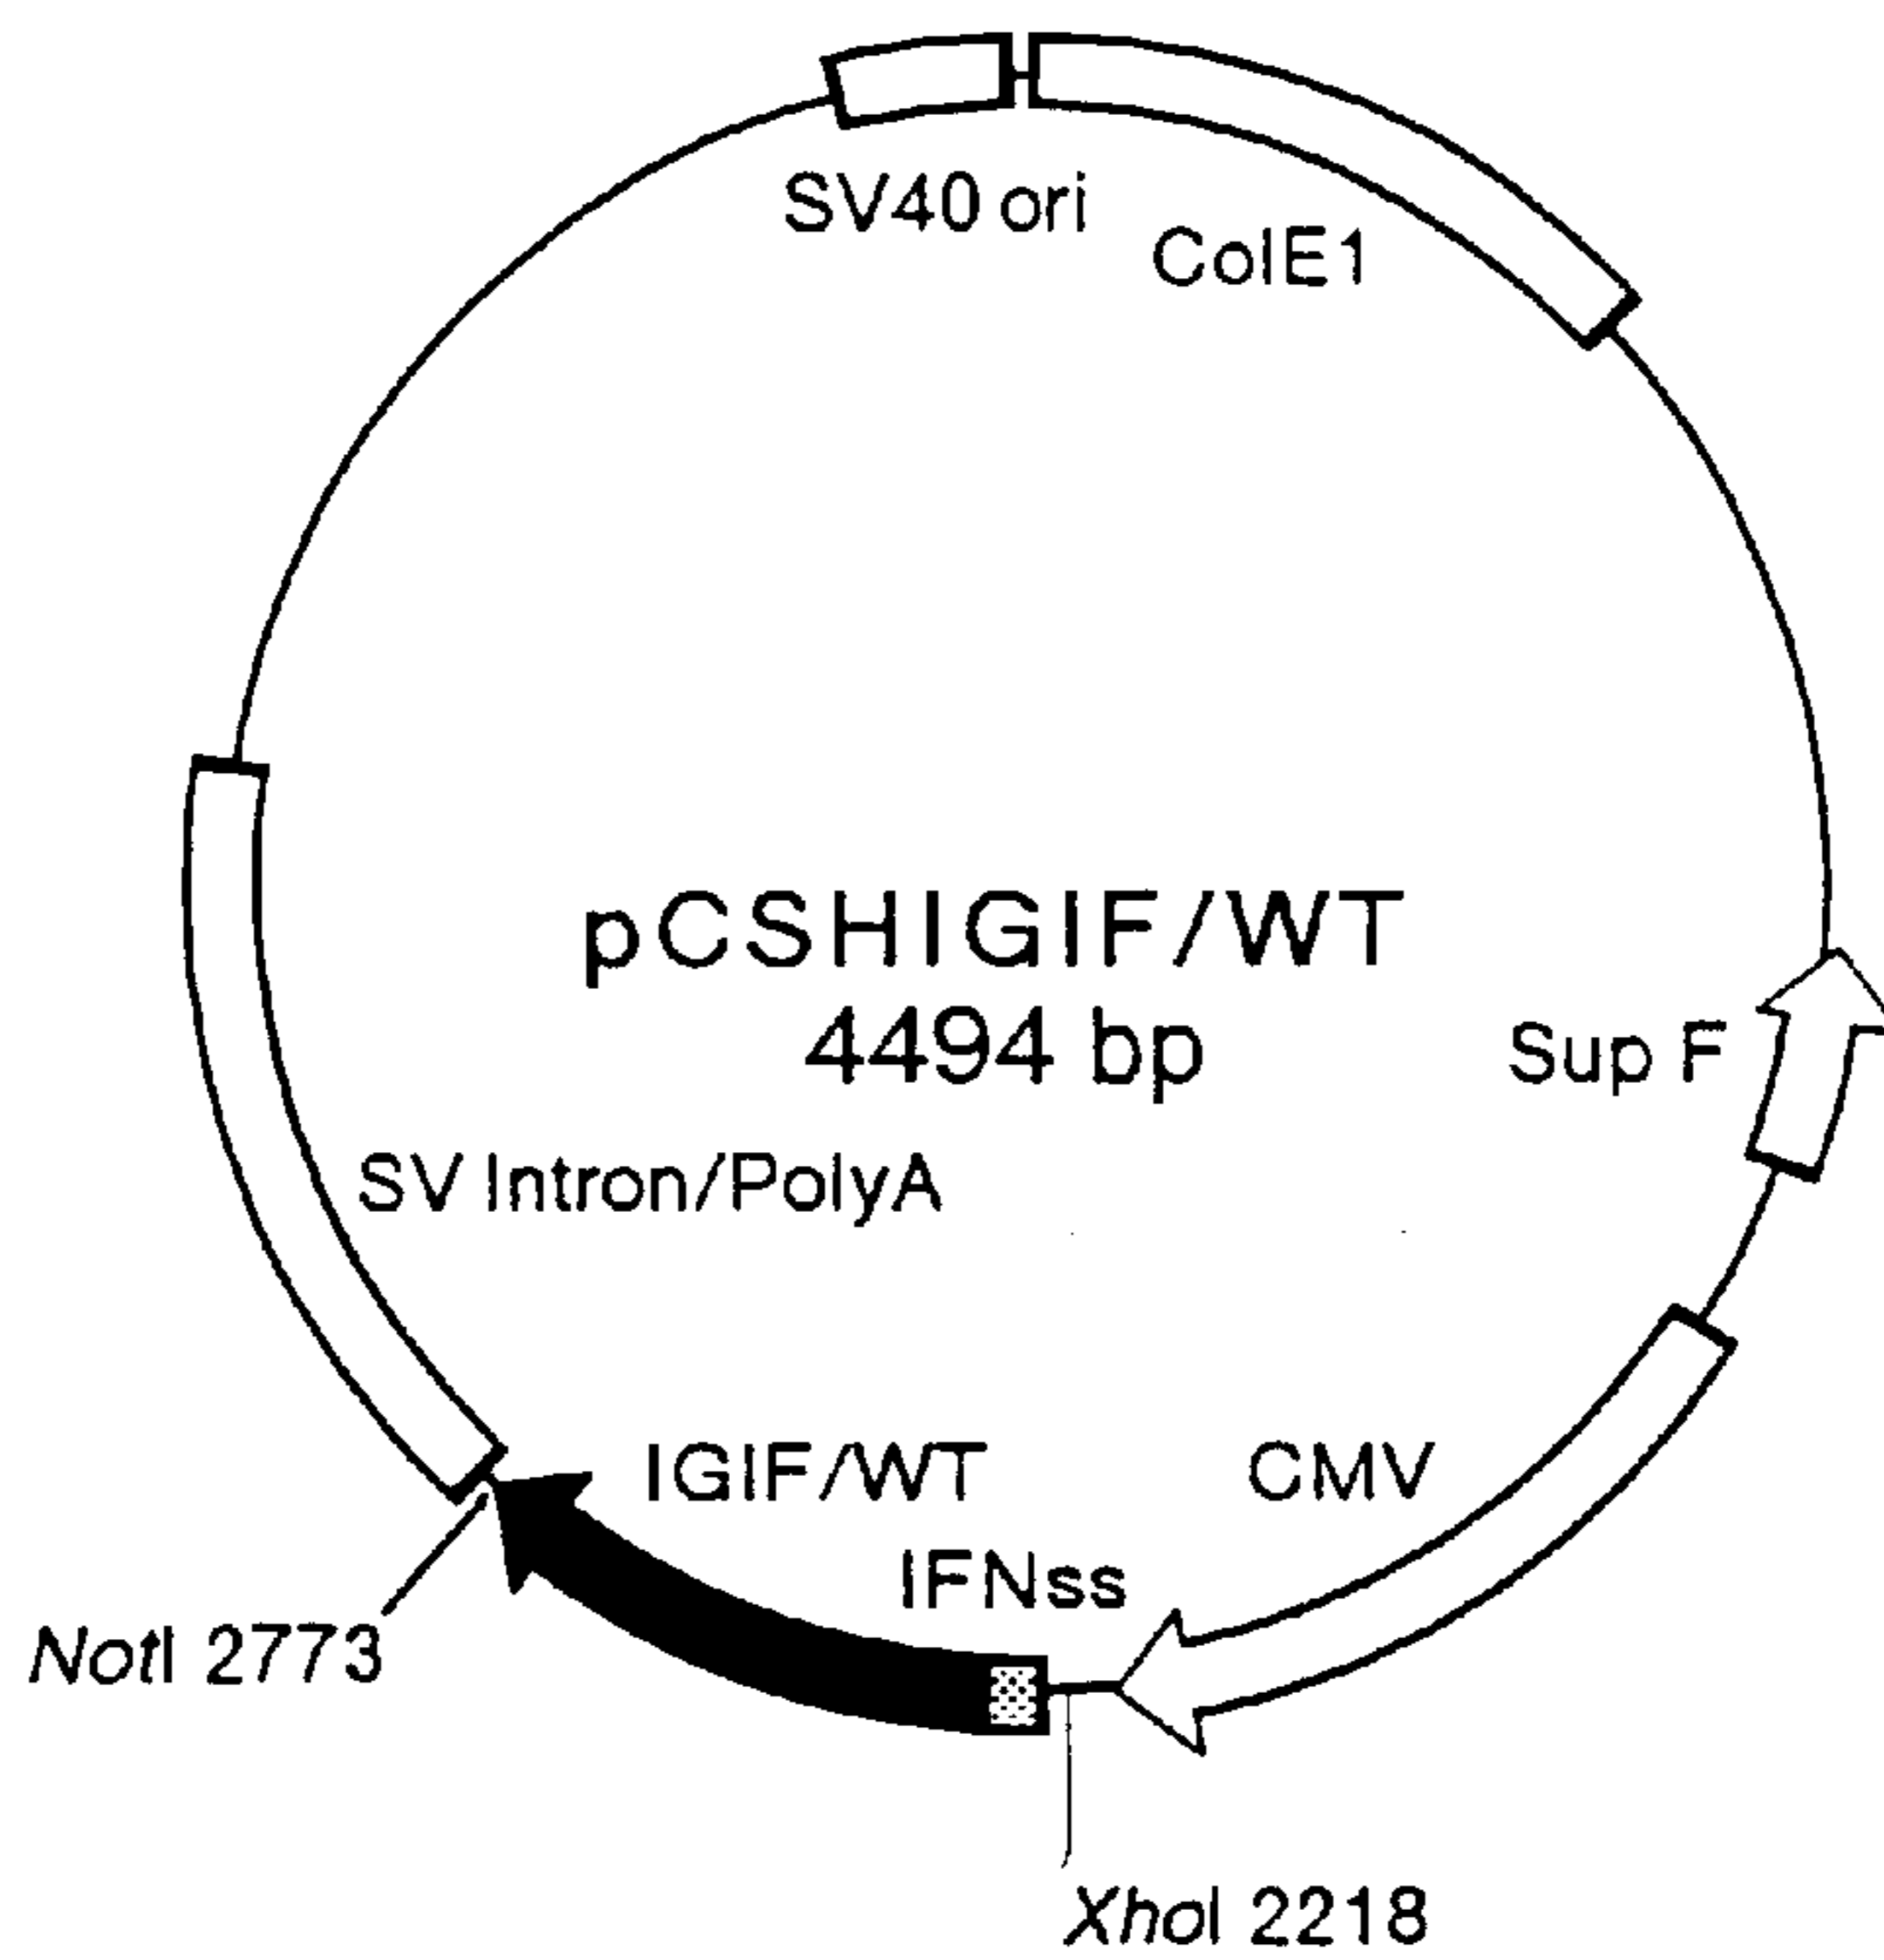 SV40 ori
ColE1
pCSHIGIF/WT
4494 bp
Sup F
SV Intron/PolyA
IGIF/WT
CMV
IFNss
NotI 2773
XhoI 2218